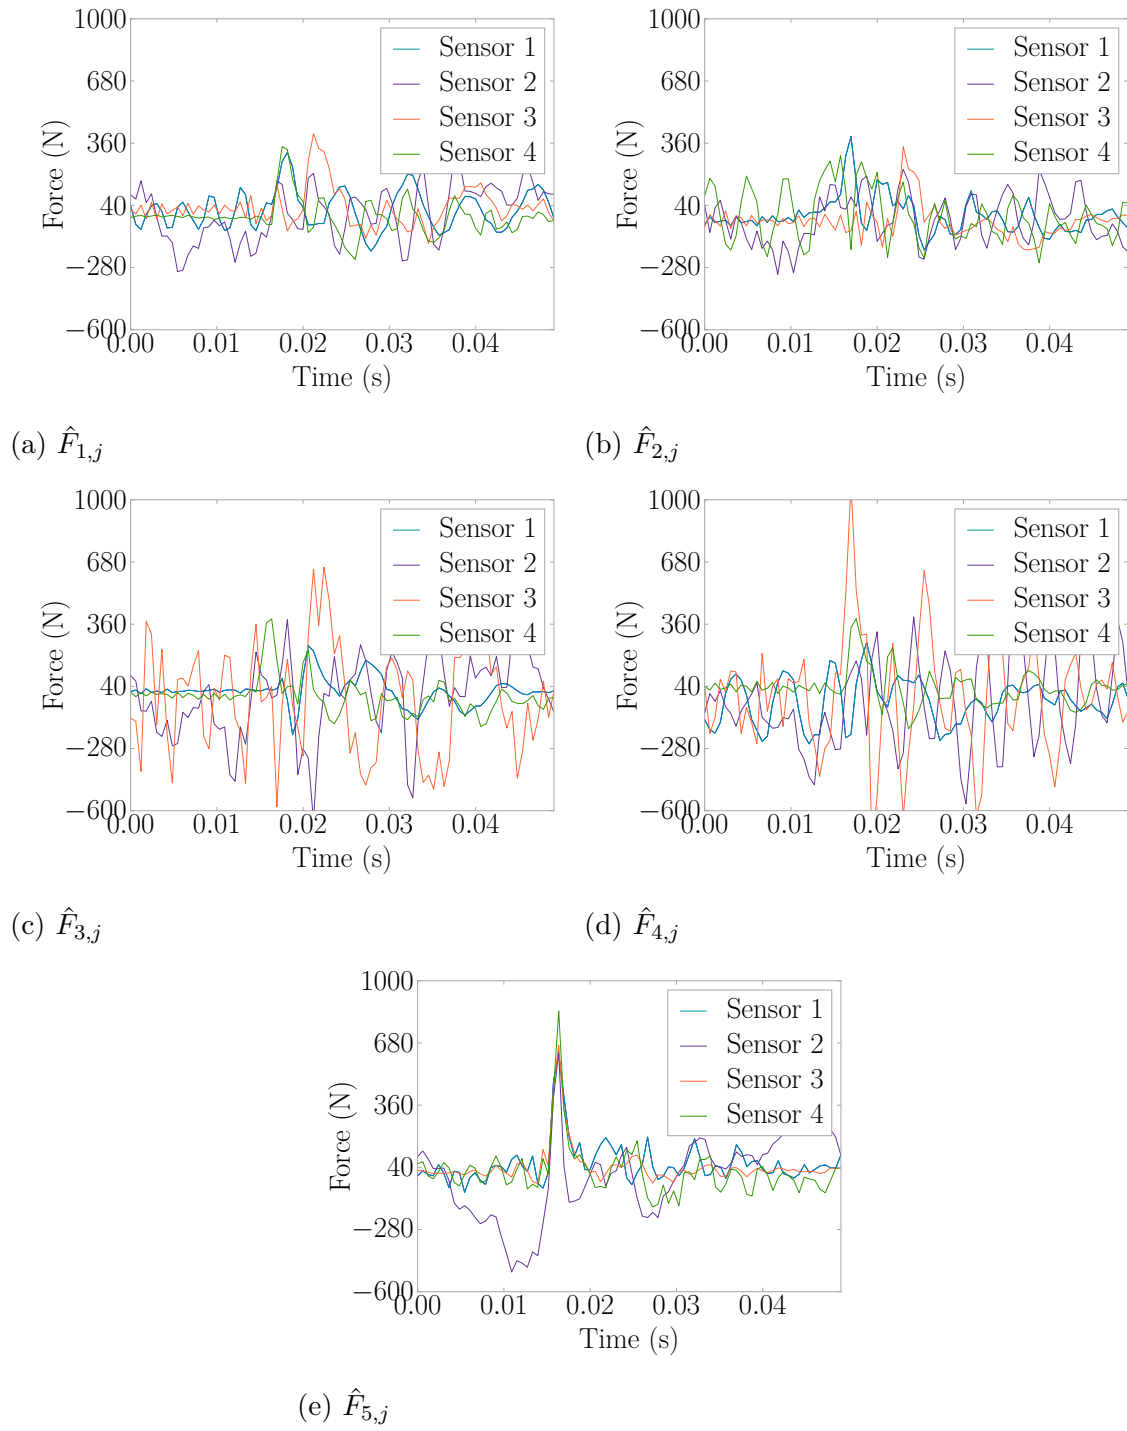 1000
680
360
40
−280
−600
0.00 0.01 0.02 0.03 0.04
Force (N)
Time (s)
Sensor 1
Sensor 2
Sensor 3
Sensor 4
(a) F̂1,j
1000
680
360
40
−280
−600
0.00 0.01 0.02 0.03 0.04
Force (N)
Time (s)
Sensor 1
Sensor 2
Sensor 3
Sensor 4
(b) F̂2,j
1000
680
360
40
−280
−600
0.00 0.01 0.02 0.03 0.04
Force (N)
Time (s)
Sensor 1
Sensor 2
Sensor 3
Sensor 4
(c) F̂3,j
1000
680
360
40
−280
−600
0.00 0.01 0.02 0.03 0.04
Force (N)
Time (s)
Sensor 1
Sensor 2
Sensor 3
Sensor 4
(d) F̂4,j
1000
680
360
40
−280
−600
0.00 0.01 0.02 0.03 0.04
Force (N)
Time (s)
Sensor 1
Sensor 2
Sensor 3
Sensor 4
(e) F̂5,j